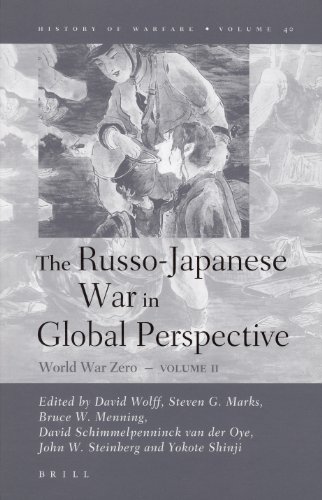 HISTORY OF WARFARE • VOLUME 40
The Russo-Japanese
War in
Global Perspective
World War Zero – VOLUME II
Edited by David Wolff, Steven G. Marks,
Bruce W. Menning,
David Schimmelpenninck van der Oye,
John W. Steinberg and Yokote Shinji
BRILL